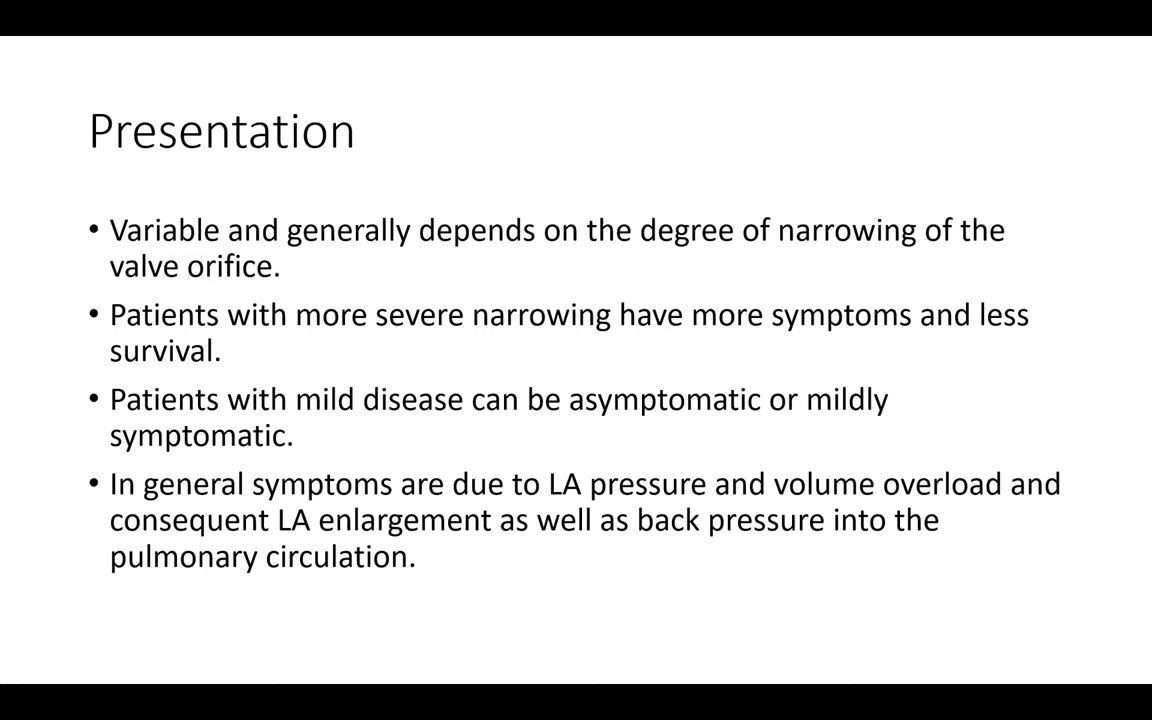 Presentation
• Variable and generally depends on the degree of narrowing of the
valve orifice.
• Patients with more severe narrowing have more symptoms and less
survival.
• Patients with mild disease can be asymptomatic or mildly
symptomatic.
• In general symptoms are due to LA pressure and volume overload and
consequent LA enlargement as well as back pressure into the
pulmonary circulation.